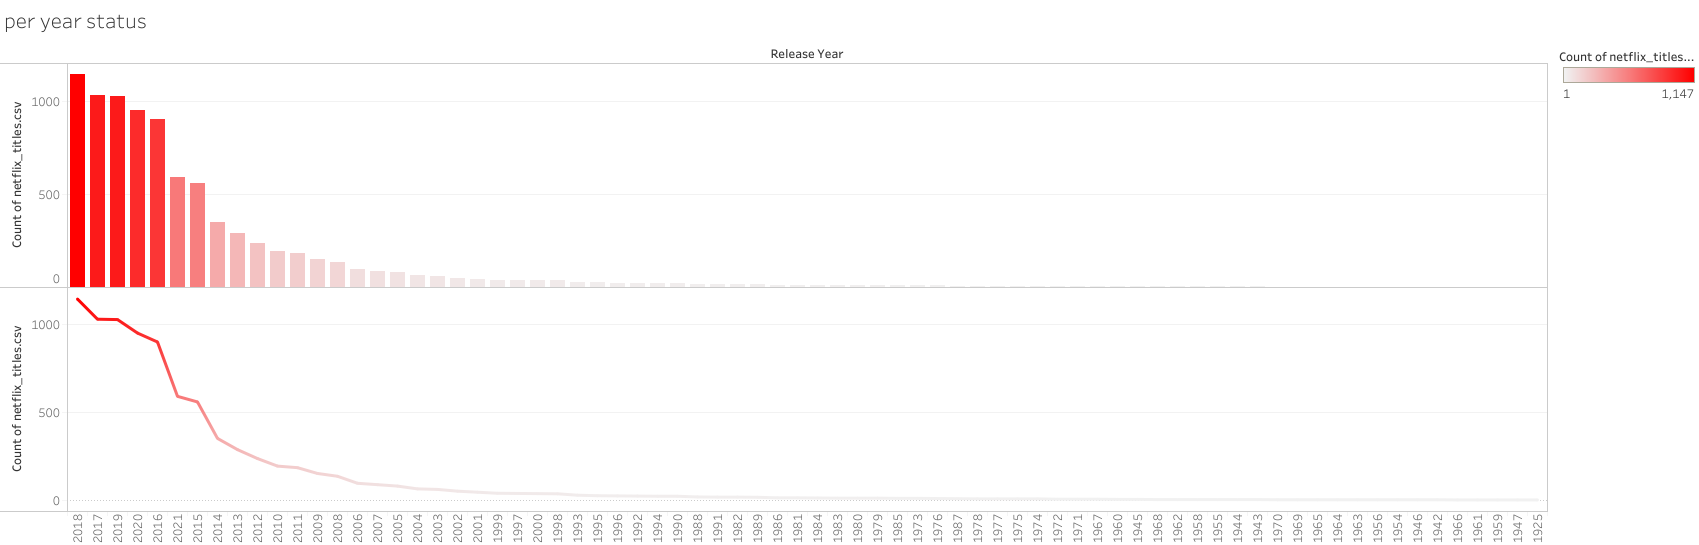 per year status
Release Year
Count of netflix_titles...
1
1,147
Count of netflix_titles.csv
1000
500
0
Count of netflix_titles.csv
1000
500
0
2018 2017 2019 2020 2016 2021 2015 2014 2013 2012 2010 2011 2009 2008 2006 2007 2005 2004 2003 2002 2001 1999 1997 2000 1998 1993 1995 1996 1992 1994 1990 1988 1991 1982 1989 1986 1981 1984 1983 1980 1979 1985 1973 1976 1987 1978 1977 1975 1974 1972 1971 1967 1960 1945 1968 1962 1958 1955 1944 1943 1970 1969 1965 1964 1963 1956 1954 1946 1942 1966 1961 1959 1947 1925